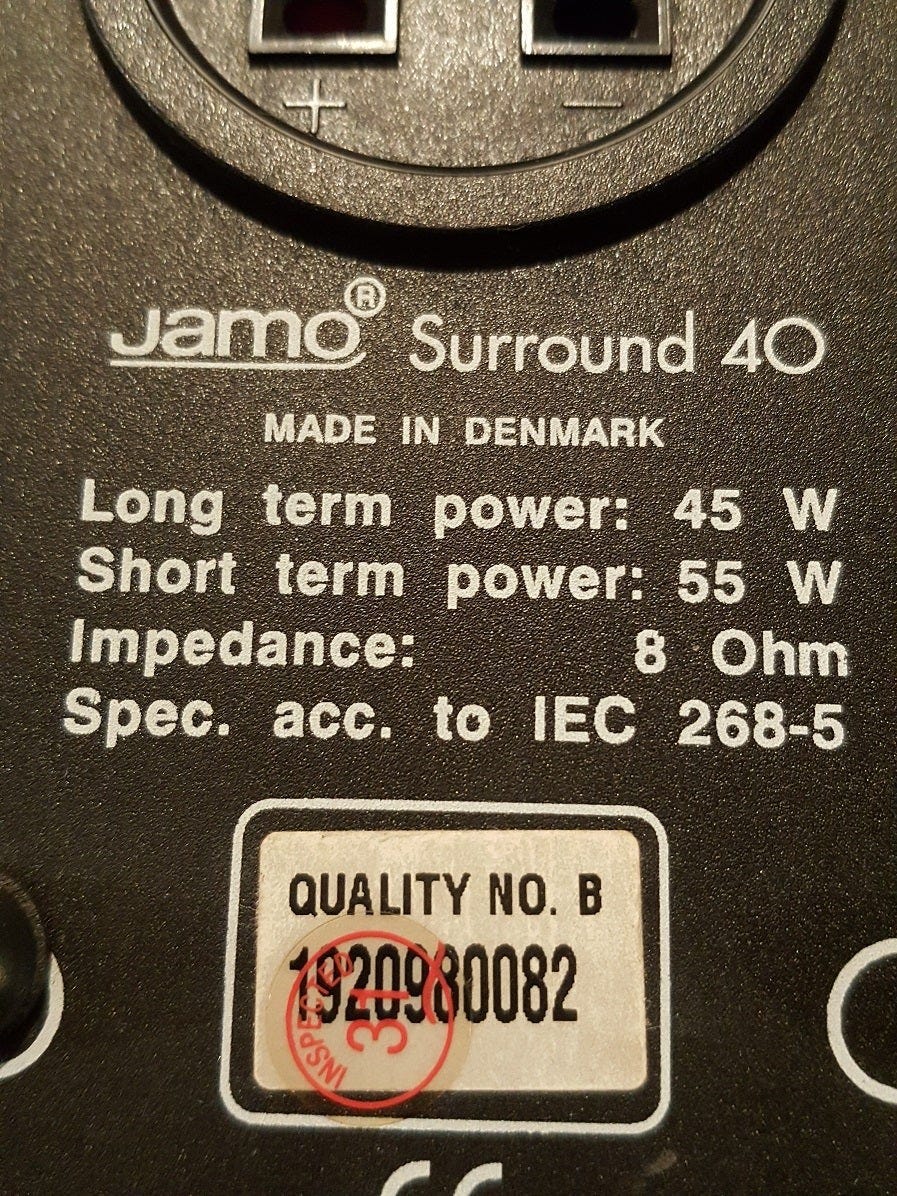 + −
Jamo® Surround 40
MADE IN DENMARK
Long term power: 45 W
Short term power: 55 W
Impedance: 8 Ohm
Spec. acc. to IEC 268-5
QUALITY NO. B
1920980082
INSPECTED
31